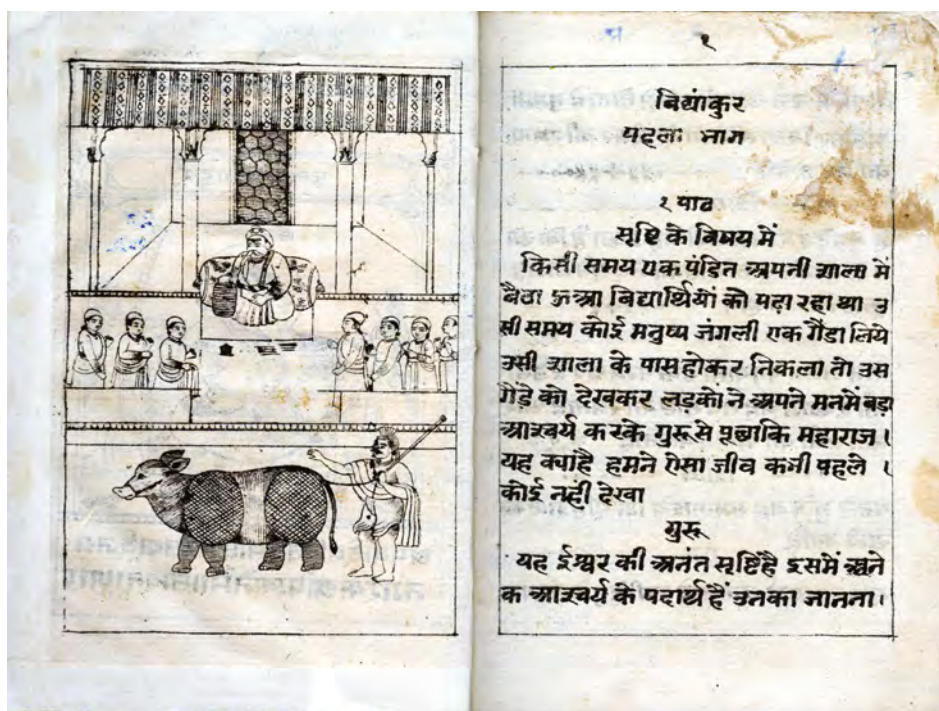 १
विद्यांकुर
पहला भाग
१ पाठ
सृष्टि के विषय में
किसी समय एक पंडित अपनी शाला में
बैठा हुआ विद्यार्थियों को पढ़ा रहा था उ
सी समय कोई मनुष्य जंगली एक गैंडा लिये
उसी शाला के पास होकर निकला तो उस
गैंड़े को देखकर लड़कों ने अपने मनमें बड़ा
आश्चर्य करके गुरू से पूछा कि महाराज ।
यह क्या है हमने ऐसा जीव कभी पहले ।
कोई नहीं देखा
गुरू
यह ईश्वर की अनंत सृष्टि है इसमें अने
क आश्चर्य के पदार्थ हैं उनका जानना ।